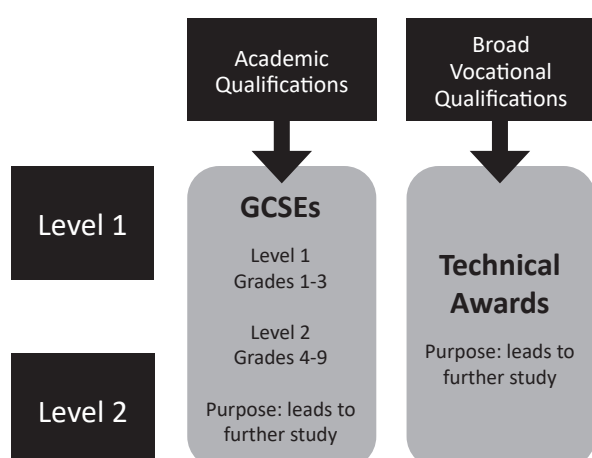 Academic
Qualifications
Broad
Vocational
Qualifications
Level 1
GCSEs
Level 1
Grades 1-3
Level 2
Grades 4-9
Purpose: leads to
further study
Technical
Awards
Purpose: leads to
further study
Level 2